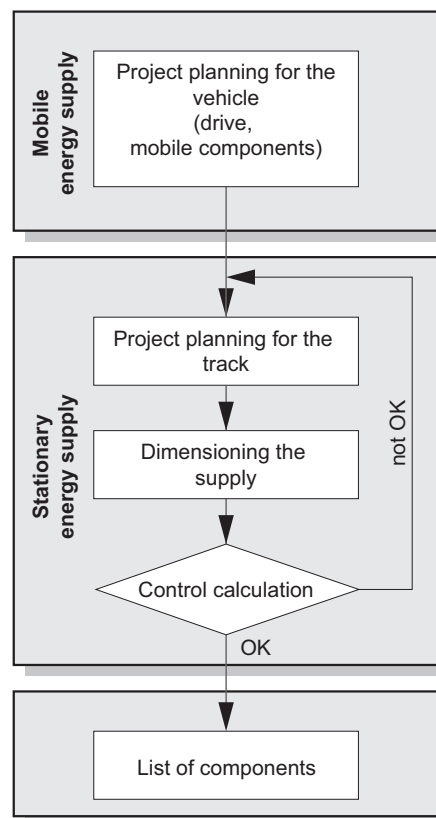 Mobile
energy supply
Project planning for the
vehicle
(drive,
mobile components)
Stationary
energy supply
Project planning for the
track
Dimensioning the
supply
not OK
Control calculation
OK
List of components